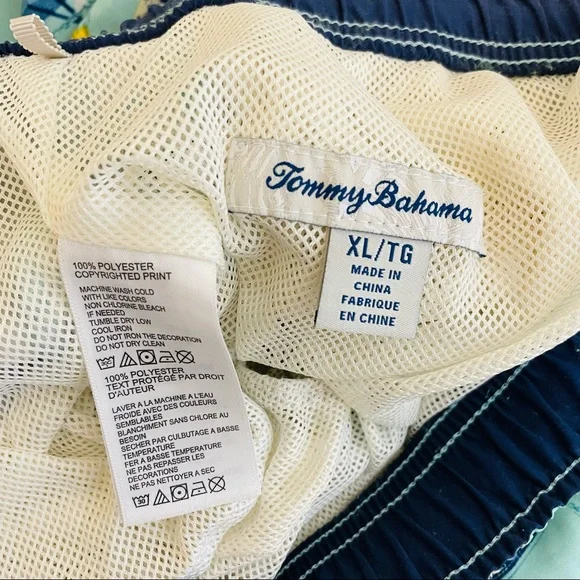 Tommy Bahama
XL/TG
MADE IN
CHINA
FABRIQUE
EN CHINE
100% POLYESTER
COPYRIGHTED PRINT
MACHINE WASH COLD
WITH LIKE COLORS
NON CHLORINE BLEACH
IF NEEDED
TUMBLE DRY LOW
COOL IRON
DO NOT IRON THE DECORATION
DO NOT DRY CLEAN
100% POLYESTER
TEXT PROTÉGÉ PAR DROIT
D'AUTEUR
LAVER A LA MACHINE A L'EAU
FROIDE AVEC DES COULEURS
SEMBLABLES
BLANCHIMENT SANS CHLORE AU
BESOIN
SECHER PAR CULBUTAGE A BASSE
TEMPERATURE
FER A BASSE TEMPERATURE
NE PAS REPASSER LES
DECORATIONS
NE PAS NETTOYER A SEC